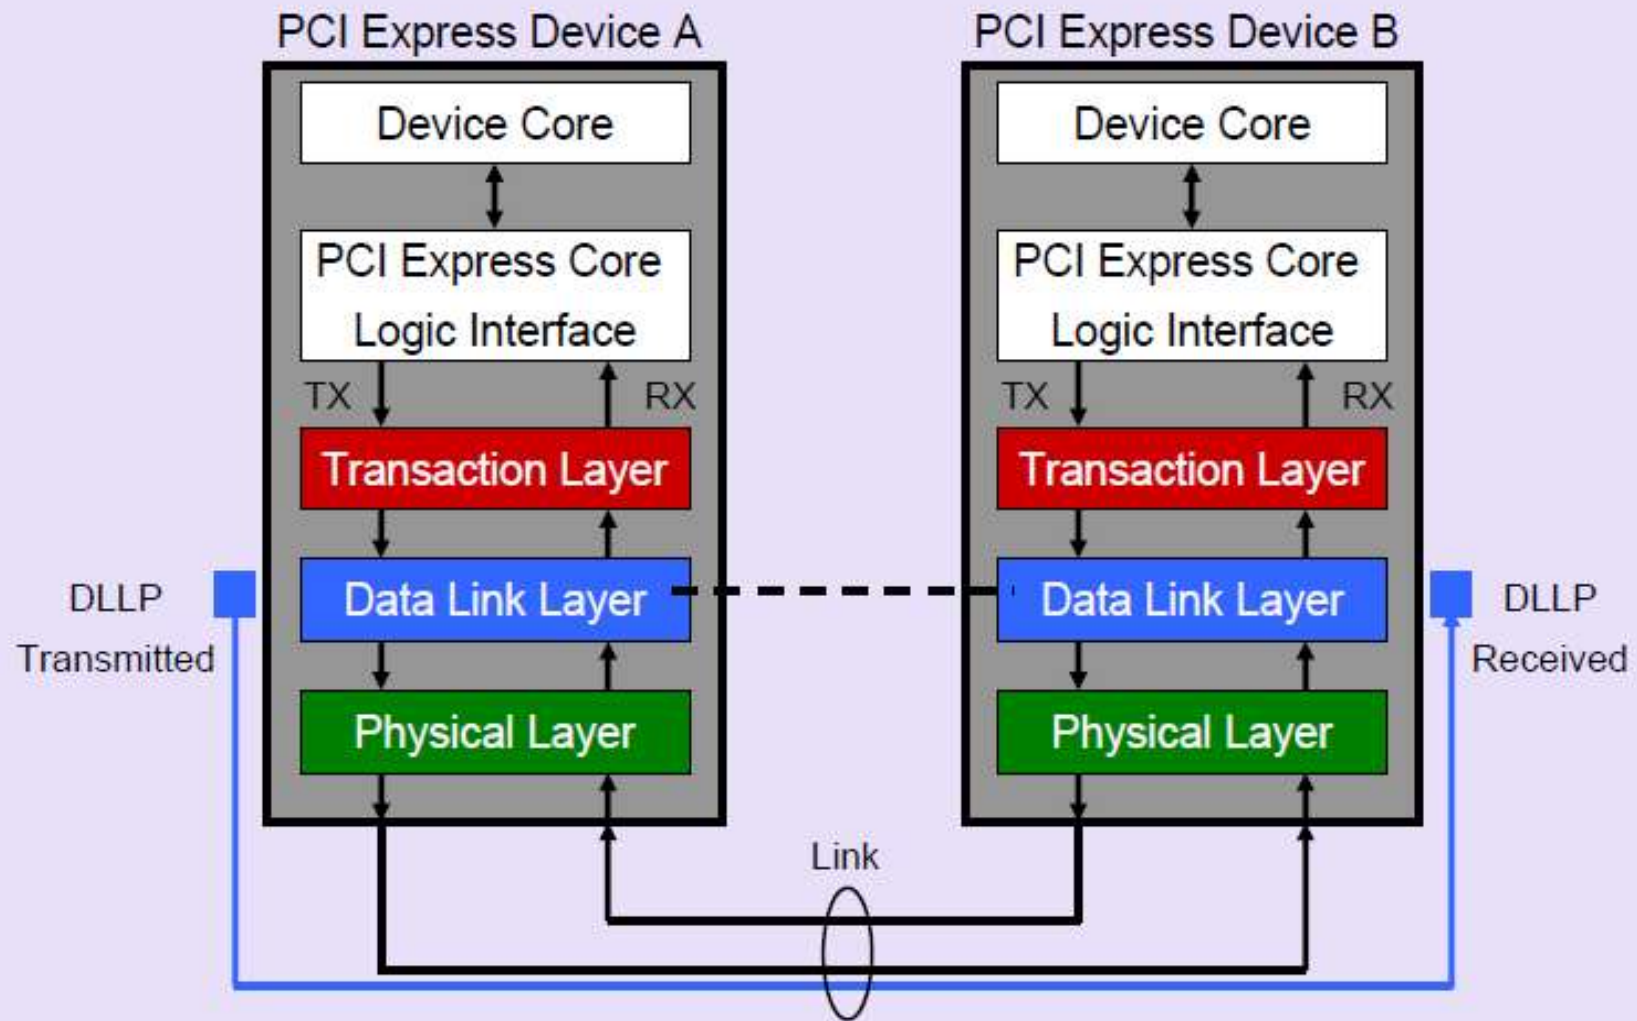 PCI Express Device A
PCI Express Device B
Device Core
Device Core
PCI Express Core
Logic Interface
PCI Express Core
Logic Interface
TX
RX
TX
RX
Transaction Layer
Transaction Layer
DLLP
Transmitted
Data Link Layer
Data Link Layer
DLLP
Received
Physical Layer
Physical Layer
Link